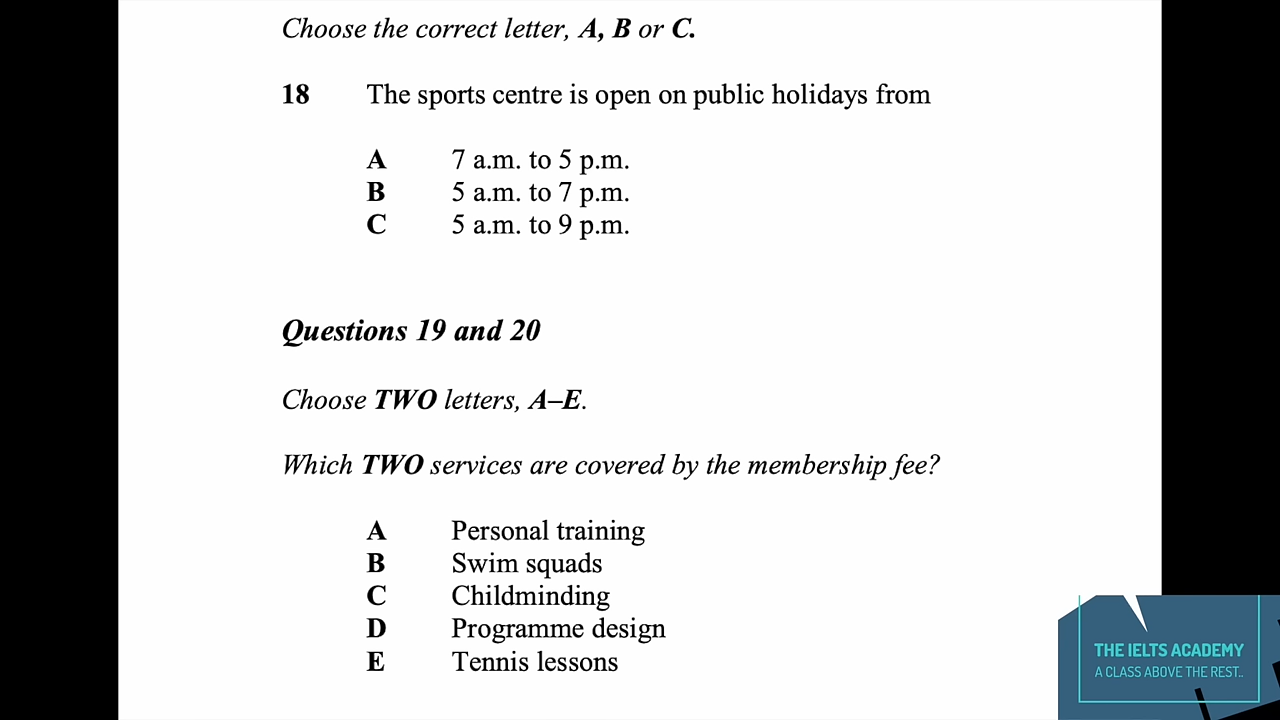 Choose the correct letter, A, B or C.
18 The sports centre is open on public holidays from
A 7 a.m. to 5 p.m.
B 5 a.m. to 7 p.m.
C 5 a.m. to 9 p.m.
Questions 19 and 20
Choose TWO letters, A–E.
Which TWO services are covered by the membership fee?
A Personal training
B Swim squads
C Childminding
D Programme design
E Tennis lessons
THE IELTS ACADEMY
A CLASS ABOVE THE REST..